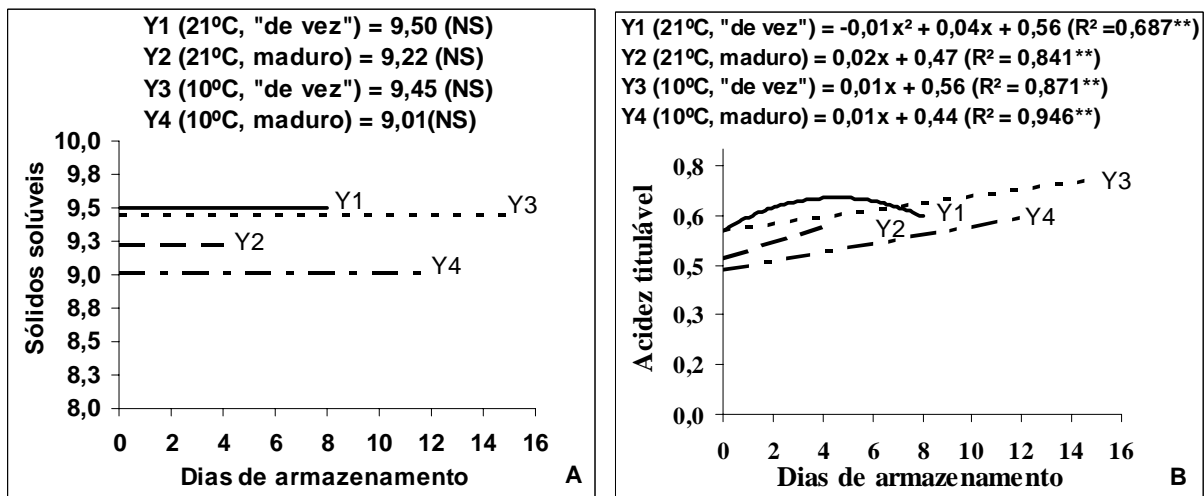 Y1 (21ºC, "de vez") = 9,50 (NS)
Y2 (21ºC, maduro) = 9,22 (NS)
Y3 (10ºC, "de vez") = 9,45 (NS)
Y4 (10ºC, maduro) = 9,01(NS)
10,0
9,8
9,5
9,3
9,0
8,8
8,5
8,3
8,0
Sólidos solúveis
Y1
Y3
Y2
Y4
0 2 4 6 8 10 12 14 16
Dias de armazenamento
A
Y1 (21ºC, "de vez") = -0,01x² + 0,04x + 0,56 (R² =0,687**)
Y2 (21ºC, maduro) = 0,02x + 0,47 (R² = 0,841**)
Y3 (10ºC, "de vez") = 0,01x + 0,56 (R² = 0,871**)
Y4 (10ºC, maduro) = 0,01x + 0,44 (R² = 0,946**)
0,8
0,6
0,5
0,3
0,2
0,0
Acidez titulável
Y3
Y1
Y4
Y2
0 2 4 6 8 10 12 14 16
Dias de armazenamento
B